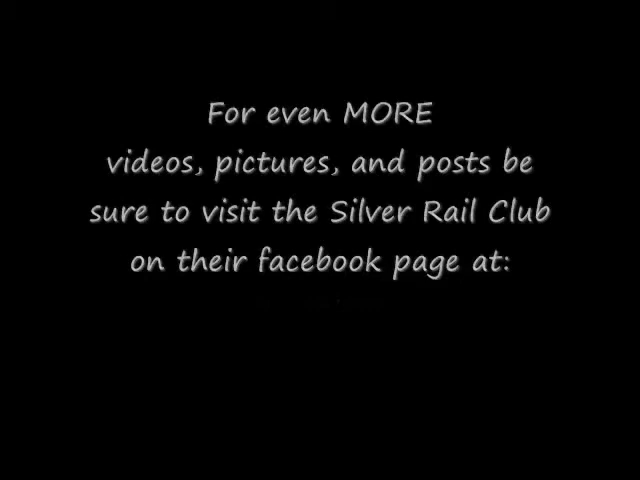 For even MORE
videos, pictures, and posts be
sure to visit the Silver Rail Club
on their facebook page at: